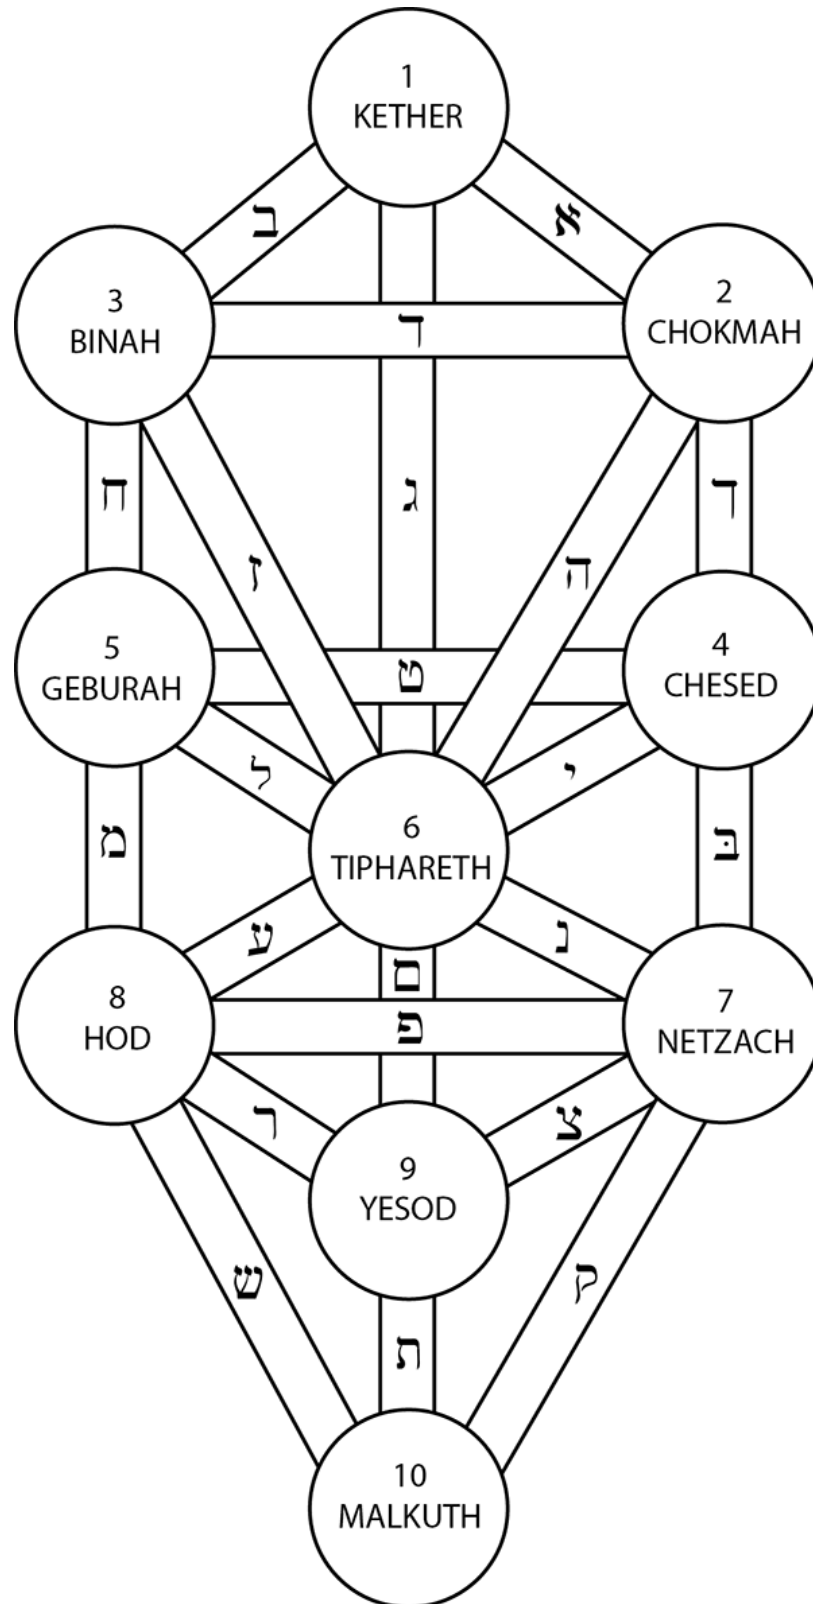 1
KETHER
ב
א
3
BINAH
2
CHOKMAH
ד
ח
ג
ך
ז
ה
5
GEBURAH
4
CHESED
ט
ל
י
6
TIPHARETH
מ
בּ
ע
נ
ם
8
HOD
7
NETZACH
פ
ר
צ
9
YESOD
ש
ק
ת
10
MALKUTH